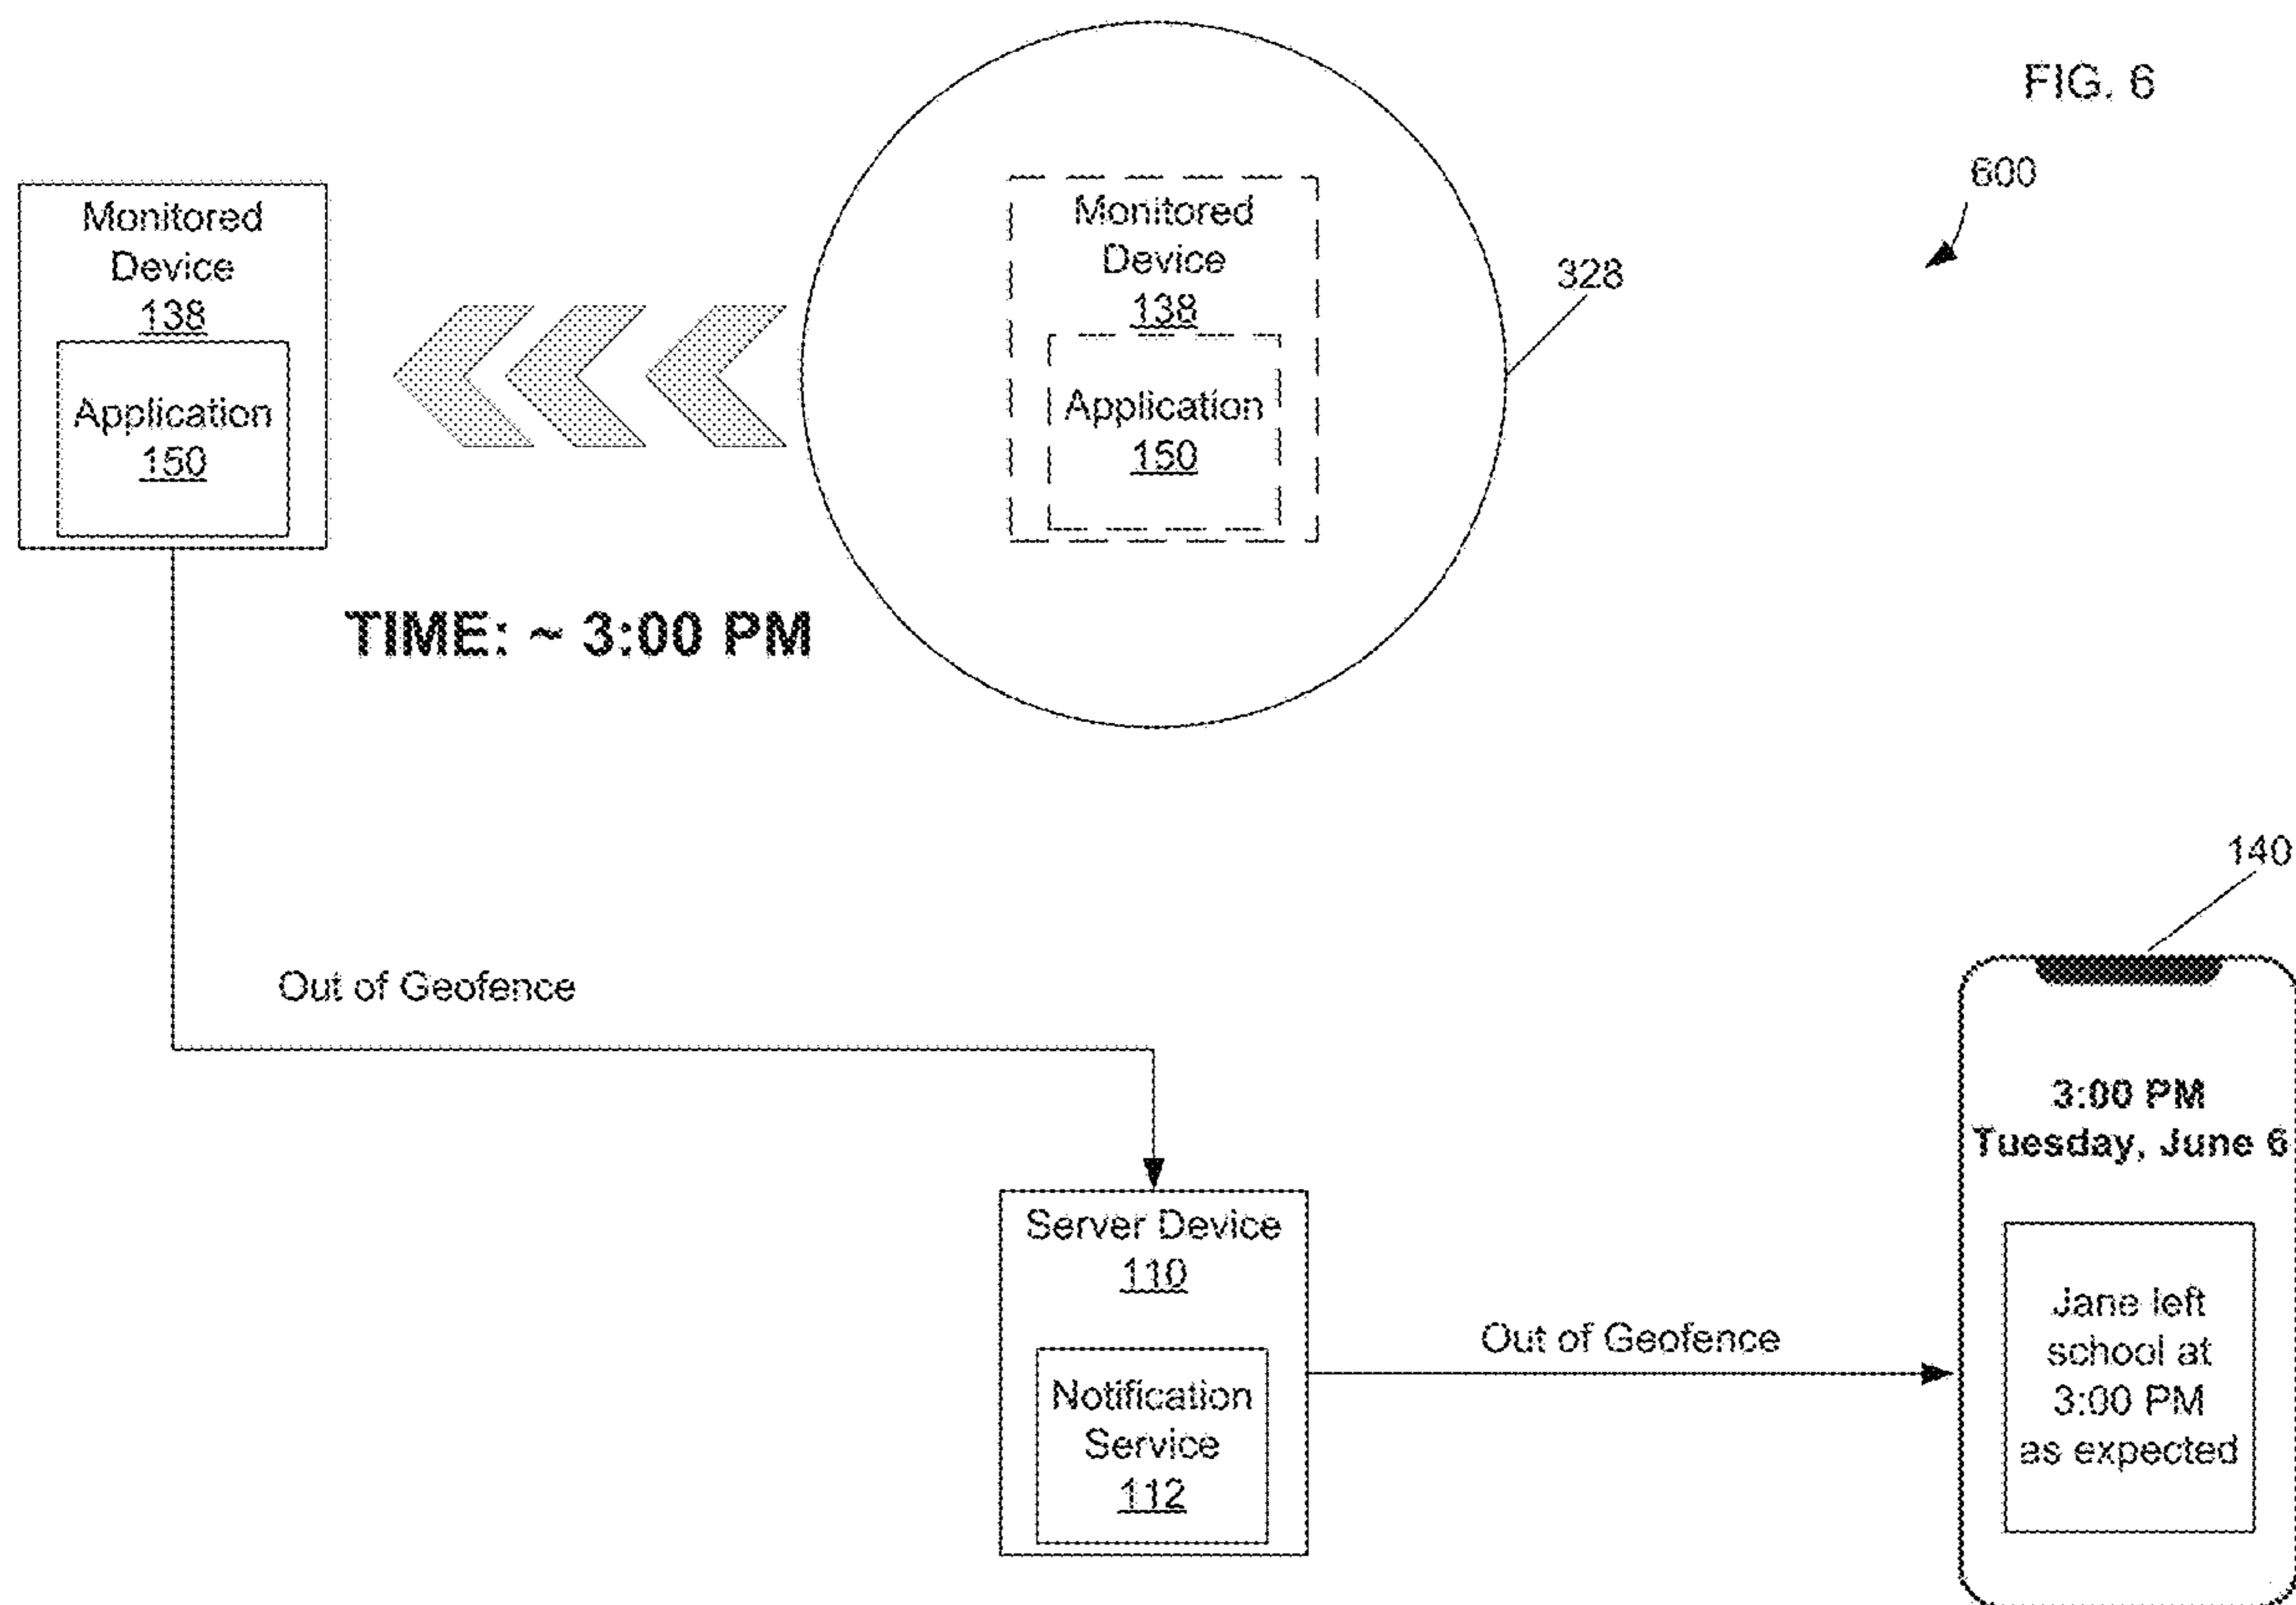 FIG. 6
600
Monitored
Device
138
Application
150
Monitored
Device
138
Application
150
328
TIME: ~ 3:00 PM
Out of Geofence
140
3:00 PM
Tuesday, June 6
Jane left
school at
3:00 PM
as expected
Server Device
110
Notification
Service
112
Out of Geofence